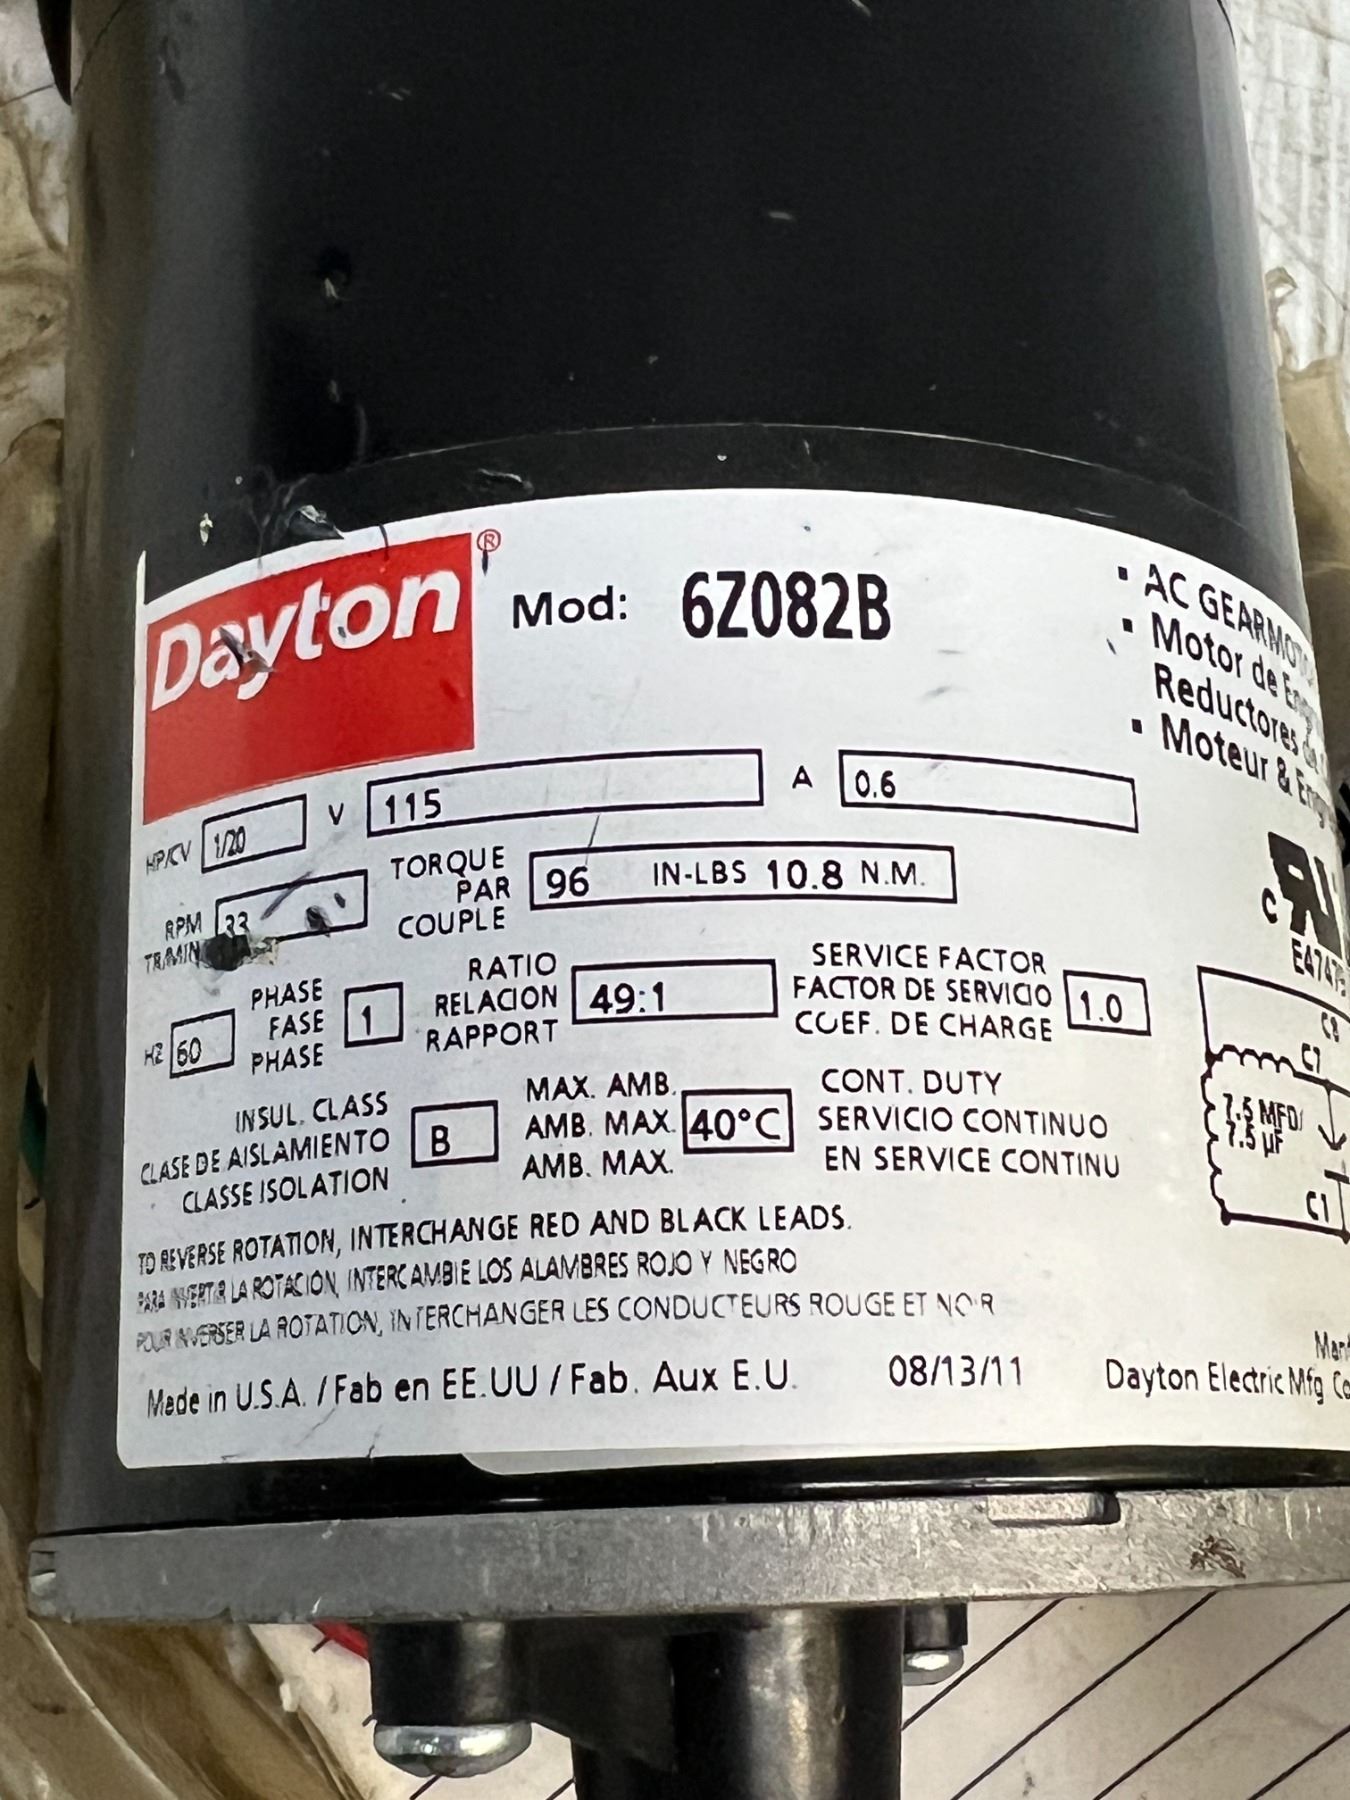 Dayton®
Mod: 6Z082B
▪ AC GEARMOTO
▪ Motor de
Reductores
▪ Moteur &
HP/CV 1/20 V 115 A 0.6
RPM TR/MIN 33
TORQUE
PAR
COUPLE
96 IN-LBS 10.8 N.M.
HZ 60
PHASE
FASE
PHASE
1
RATIO
RELACION
RAPPORT
49:1
SERVICE FACTOR
FACTOR DE SERVICIO
COEF. DE CHARGE
1.0
C
E4747
INSUL. CLASS
CLASE DE AISLAMIENTO
CLASSE ISOLATION
B
MAX. AMB.
AMB. MAX.
AMB. MAX.
40°C
CONT. DUTY
SERVICIO CONTINUO
EN SERVICE CONTINU
C8
C7
7.5 MFD/
7.5 µF
C1
TO REVERSE ROTATION, INTERCHANGE RED AND BLACK LEADS.
PARA INVERTIR LA ROTACION, INTERCAMBIE LOS ALAMBRES ROJO Y NEGRO
POUR INVERSER LA ROTATION, INTERCHANGER LES CONDUCTEURS ROUGE ET NOIR
Made in U.S.A. / Fab en EE.UU / Fab. Aux E.U. 08/13/11
Dayton Electric Mfg Co